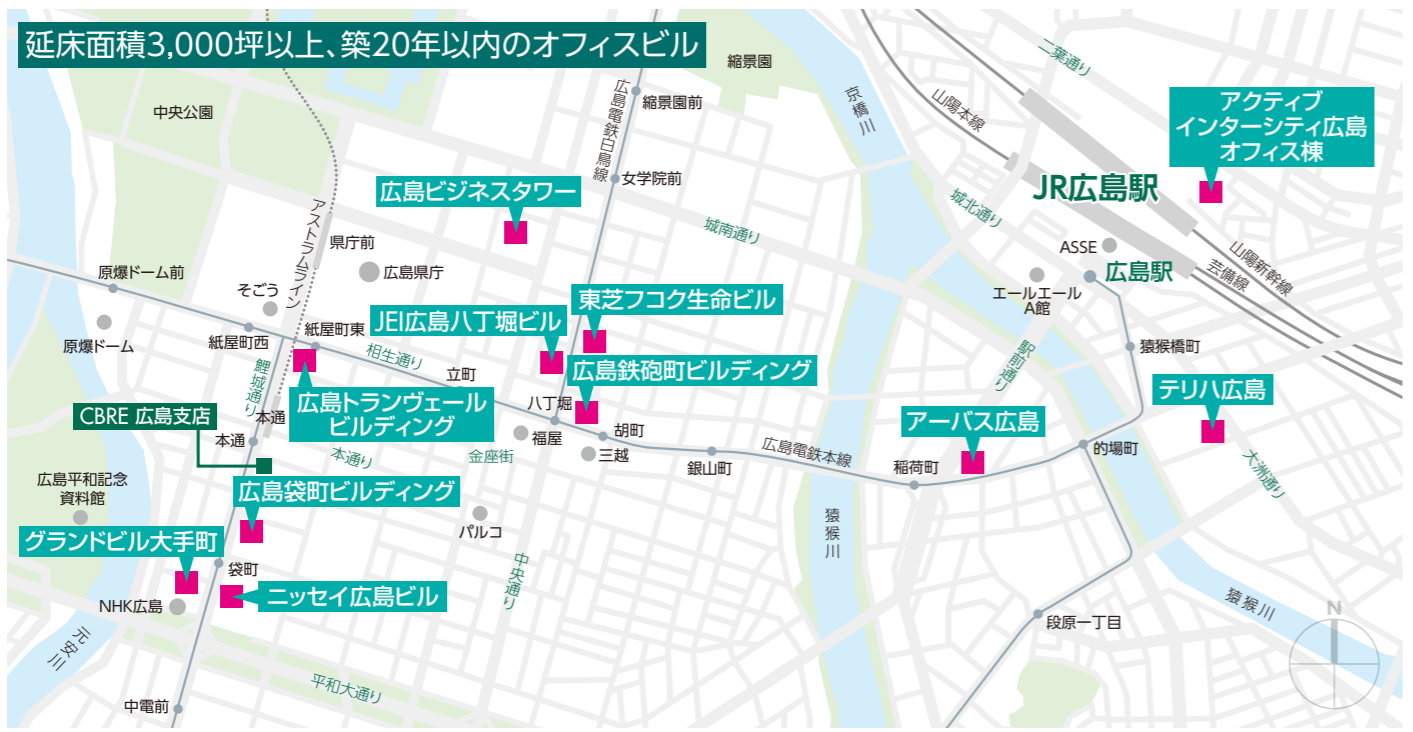 延床面積3,000坪以上、築20年以内のオフィスビル
縮景園
二葉通り
中央公園
広島電鉄白鳥線
縮景園前
京橋川
山陽本線
アクティブ
インターシティ広島
オフィス棟
女学院前
広島ビジネスタワー
JR広島駅
城北通り
城南通り
アストラムライン
県庁前
広島県庁
ASSE
広島駅
山陽新幹線
芸備線
原爆ドーム前
そごう
エールエール
A館
東芝フコク生命ビル
原爆ドーム
紙屋町西
紙屋町東
JEI広島八丁堀ビル
相生通り
猿猴橋町
駅前通り
鯉城通り
立町
広島鉄砲町ビルディング
テリハ広島
広島トランヴェール
ビルディング
CBRE 広島支店
本通
本通
八丁堀
アーバス広島
福屋
胡町
三越
本通り
金座街
銀山町
広島電鉄本線
稲荷町
的場町
大洲通り
広島平和記念
資料館
広島袋町ビルディング
パルコ
猿猴川
グランドビル大手町
袋町
中央通り
ニッセイ広島ビル
NHK広島
猿猴川
N
元安川
段原一丁目
平和大通り
中電前